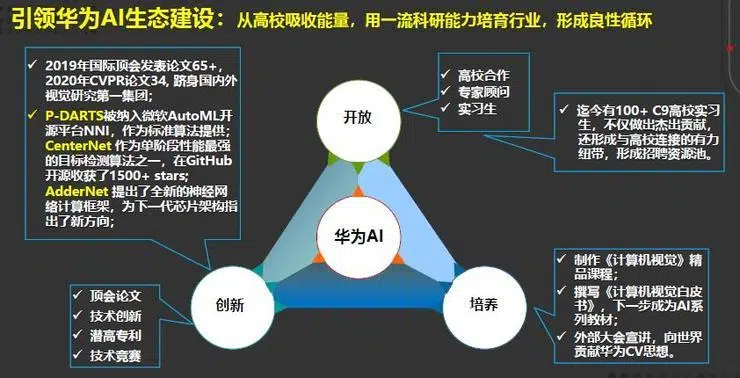 引领华为AI生态建设：从高校吸收能量，用一流科研能力培育行业，形成良性循环
2019年国际顶会发表论文65+，
2020年CVPR论文34, 跻身国内外
视觉研究第一集团；
P-DARTS被纳入微软AutoML开
源平台NNI，作为标准算法提供；
CenterNet 作为单阶段性能最强
的目标检测算法之一，在GitHub
开源收获了1500+ stars;
AdderNet 提出了全新的神经网
络计算框架，为下一代芯片架构指
出了新方向；
开放
高校合作
专家顾问
实习生
迄今有100+ C9高校实习
生，不仅做出杰出贡献，
还形成与高校连接的有力
纽带，形成招聘资源池。
华为AI
创新
顶会论文
技术创新
潜高专利
技术竞赛
培养
制作《计算机视觉》精
品课程；
撰写《计算机视觉白皮
书》，下一步成为AI系
列教材；
外部大会宣讲，向世界
贡献华为CV思想。